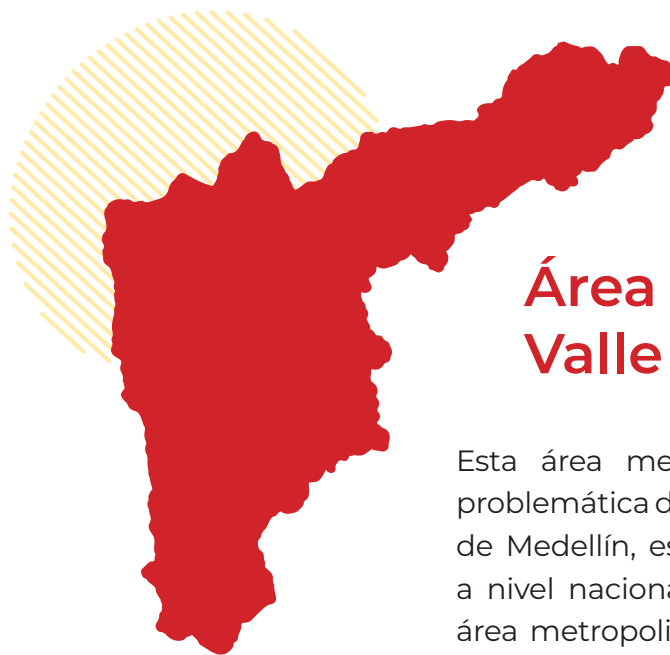 Área
Valle
Esta área me
problemática d
de Medellín, es
a nivel naciona
área metropoli